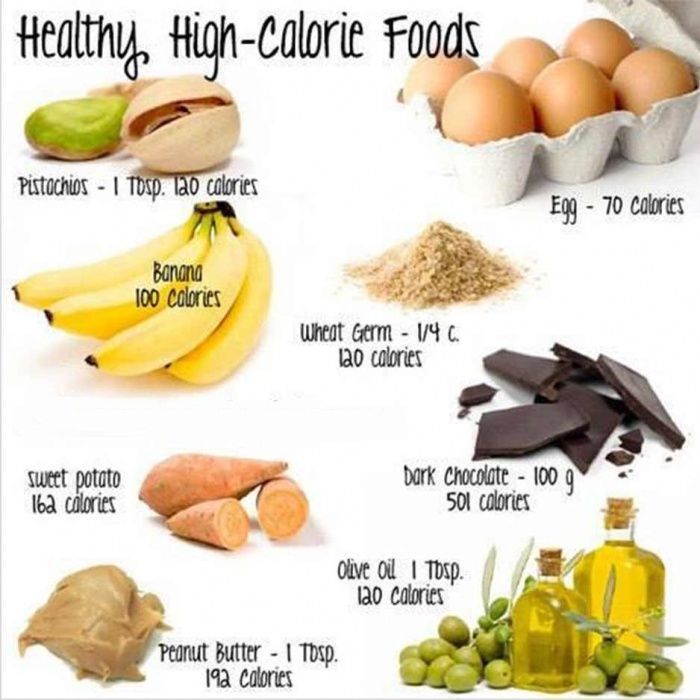 Healthy, High-Calorie Foods
Pistachios - 1 Tbsp. 120 calories
Egg - 70 Calories
Banana
100 Calories
Wheat Germ - 1/4 c.
120 calories
Dark Chocolate - 100 g
501 calories
sweet potato
162 calories
Olive Oil 1 Tbsp.
120 Calories
Peanut Butter - 1 Tbsp.
192 Calories